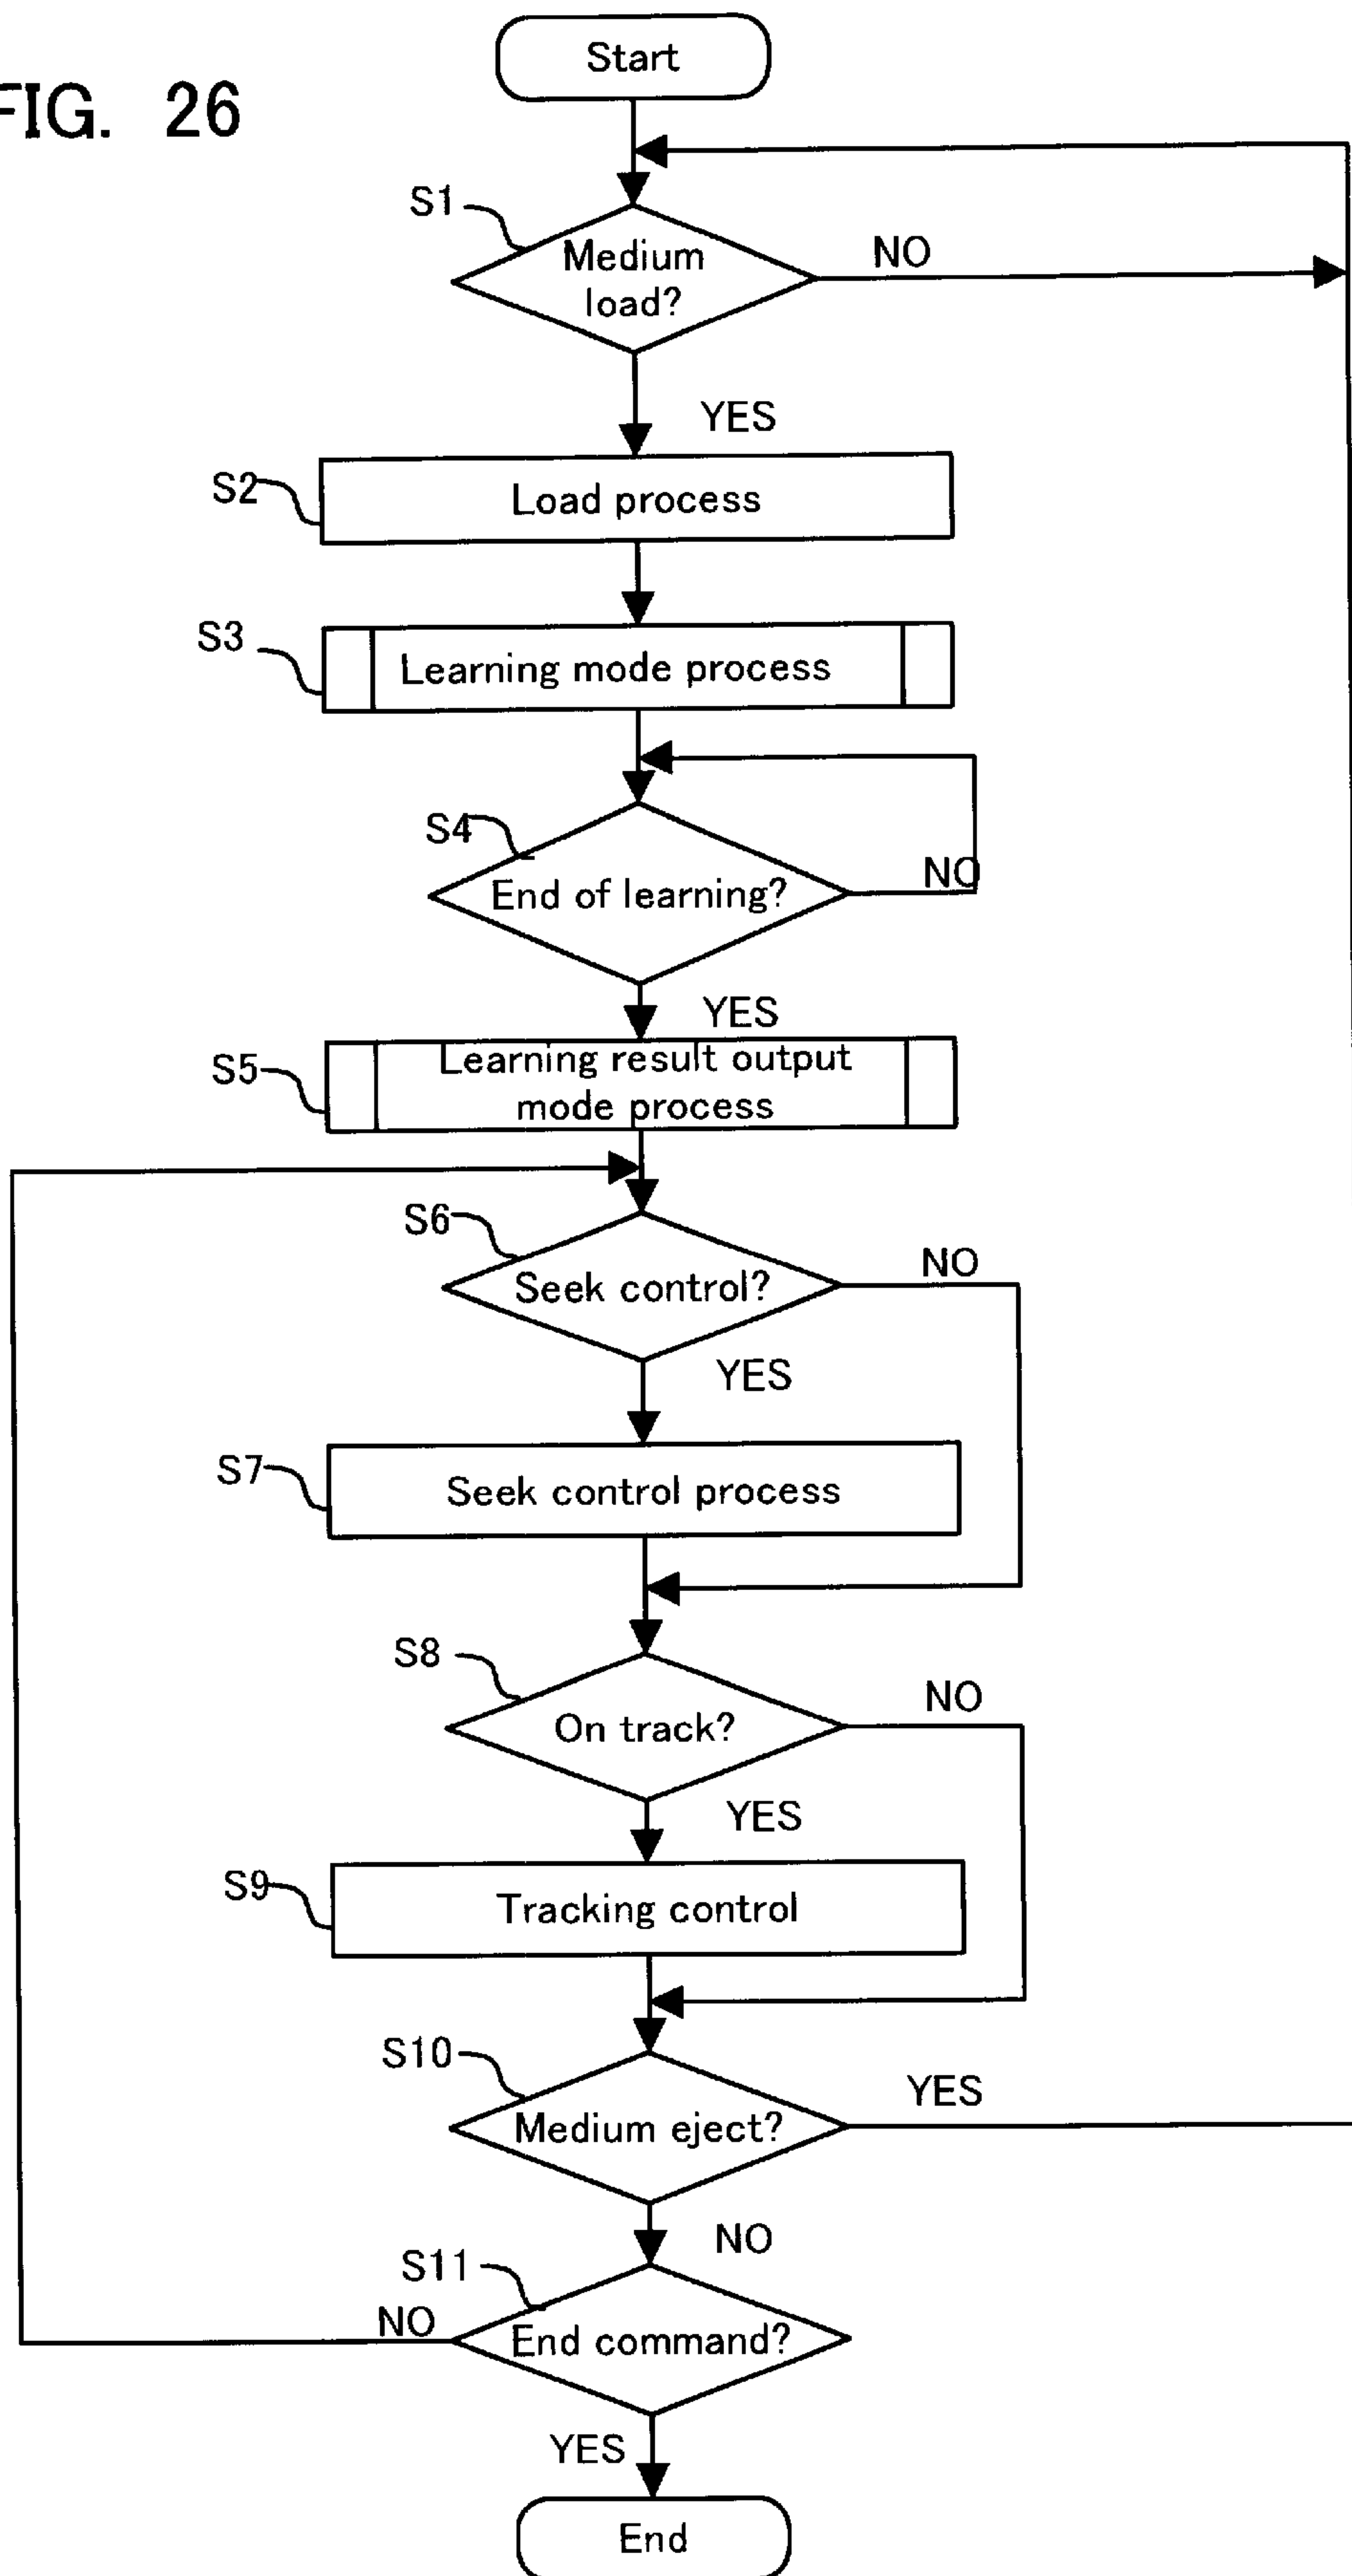 FIG. 26
Start
S1
Medium
load?
NO
YES
S2
Load process
S3
Learning mode process
S4
End of learning?
NO
YES
S5
Learning result output
mode process
S6
Seek control?
NO
YES
S7
Seek control process
S8
On track?
NO
YES
S9
Tracking control
S10
Medium eject?
YES
NO
S11
End command?
NO
YES
End